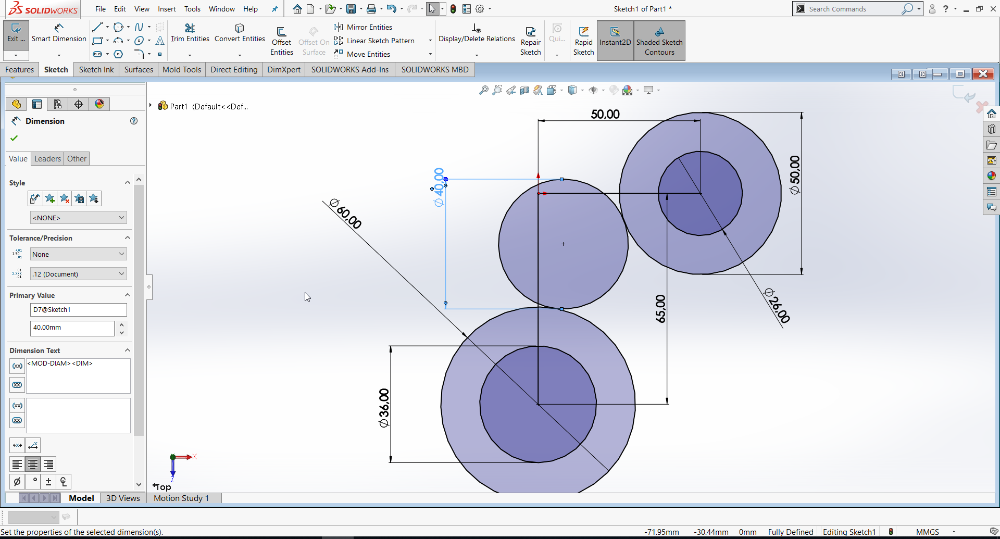 SOLIDWORKS
File Edit View Insert Tools Window Help
Sketch1 of Part1 *
Search Commands
?
Exit ...
Smart Dimension
A
Trim Entities
Convert Entities
Offset Entities
Offset On Surface
Mirror Entities
Linear Sketch Pattern
Move Entities
Display/Delete Relations
Repair Sketch
Qui...
Rapid Sketch
Instant2D
Shaded Sketch Contours
Features Sketch Sketch Ink Surfaces Mold Tools Direct Editing DimXpert SOLIDWORKS Add-Ins SOLIDWORKS MBD
Part1 (Default<<Def...
Dimension
?
Value Leaders Other
Style
<NONE>
Tolerance/Precision
None
.12 (Document)
Primary Value
D7@Sketch1
40.00mm
Dimension Text
<MOD-DIAM><DIM>
(xx)
xx
(xx)
xx
50,00
∅50,00
∅40,00
∅60,00
65,00
∅26,00
∅36,00
X
Z
*Top
Model 3D Views Motion Study 1
Set the properties of the selected dimension(s).
-71.95mm -30.44mm 0mm Fully Defined Editing Sketch1 MMGS